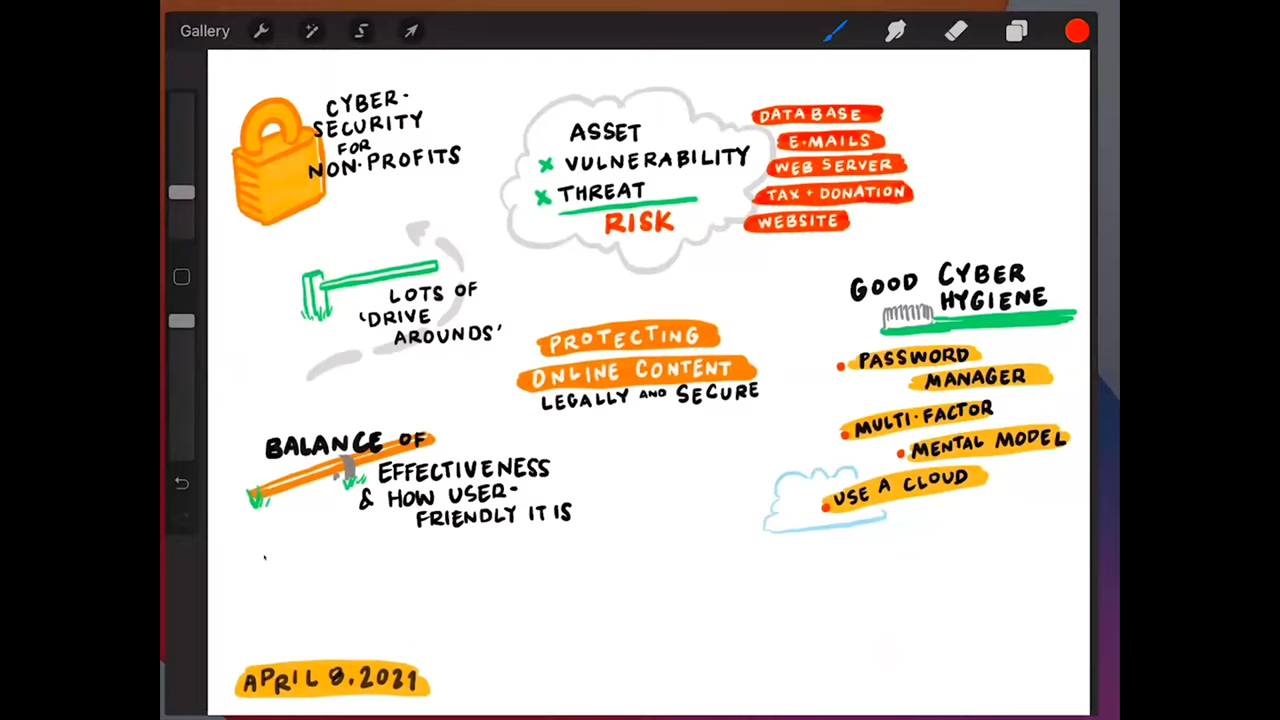 Gallery
CYBER-
SECURITY
FOR
NON-PROFITS
ASSET
x VULNERABILITY
x THREAT
RISK
DATABASE
E-MAILS
WEB SERVER
TAX + DONATION
WEBSITE
LOTS OF
'DRIVE
AROUNDS'
PROTECTING
ONLINE CONTENT
LEGALLY AND SECURE
GOOD CYBER
HYGIENE
• PASSWORD
MANAGER
• MULTI-FACTOR
• MENTAL MODEL
• USE A CLOUD
BALANCE OF
EFFECTIVENESS
& HOW USER-
FRIENDLY IT IS
APRIL 8, 2021